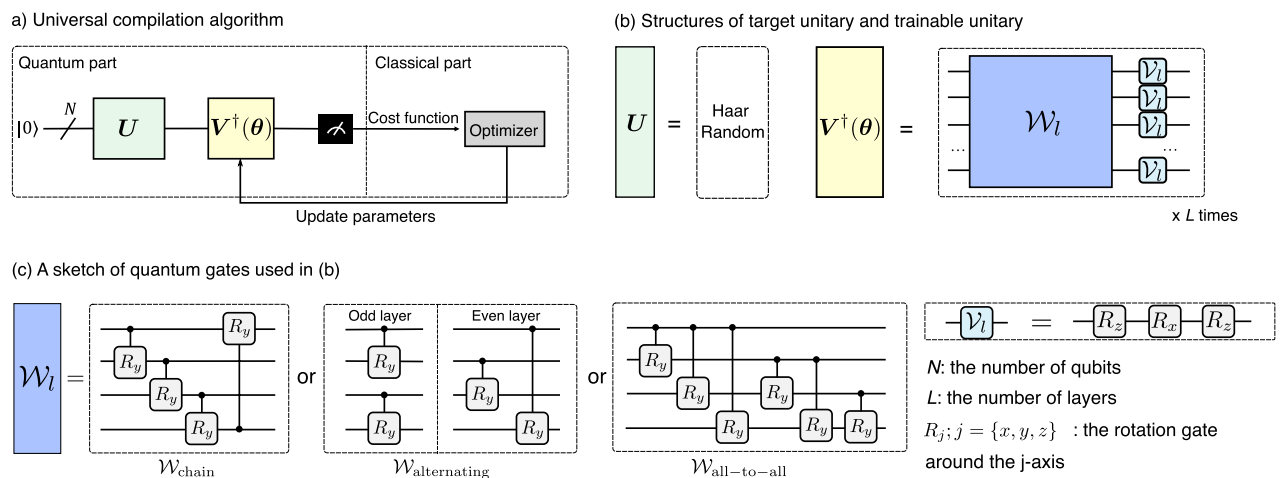 a) Universal compilation algorithm
Quantum part
Classical part
|0⟩
N
U
V†(θ)
Cost function
Optimizer
Update parameters
(b) Structures of target unitary and trainable unitary
U
=
Haar
Random
V†(θ)
=
𝒲l
𝒱l
𝒱l
𝒱l
...
...
𝒱l
x L times
(c) A sketch of quantum gates used in (b)
𝒲l
=
Ry
Ry
Ry
Ry
𝒲chain
or
Odd layer
Ry
Ry
Even layer
Ry
Ry
𝒲alternating
or
Ry
Ry
Ry
Ry
Ry
Ry
𝒲all−to−all
𝒱l = Rz Rx Rz
N: the number of qubits
L: the number of layers
Rj; j = {x, y, z} : the rotation gate
around the j-axis